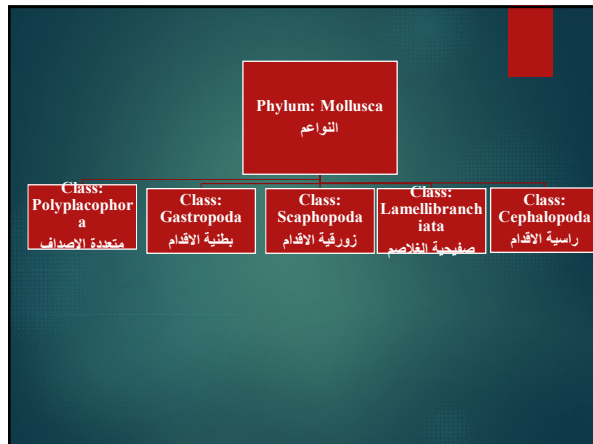 Phylum: Mollusca
النواعم
Class:
Polyplacophor
a
متعددة الاصداف
Class:
Gastropoda
بطنية الاقدام
Class:
Scaphopoda
زورقية الاقدام
Class:
Lamellibranch
iata
صفيحية الغلاصم
Class:
Cephalopoda
راسية الاقدام